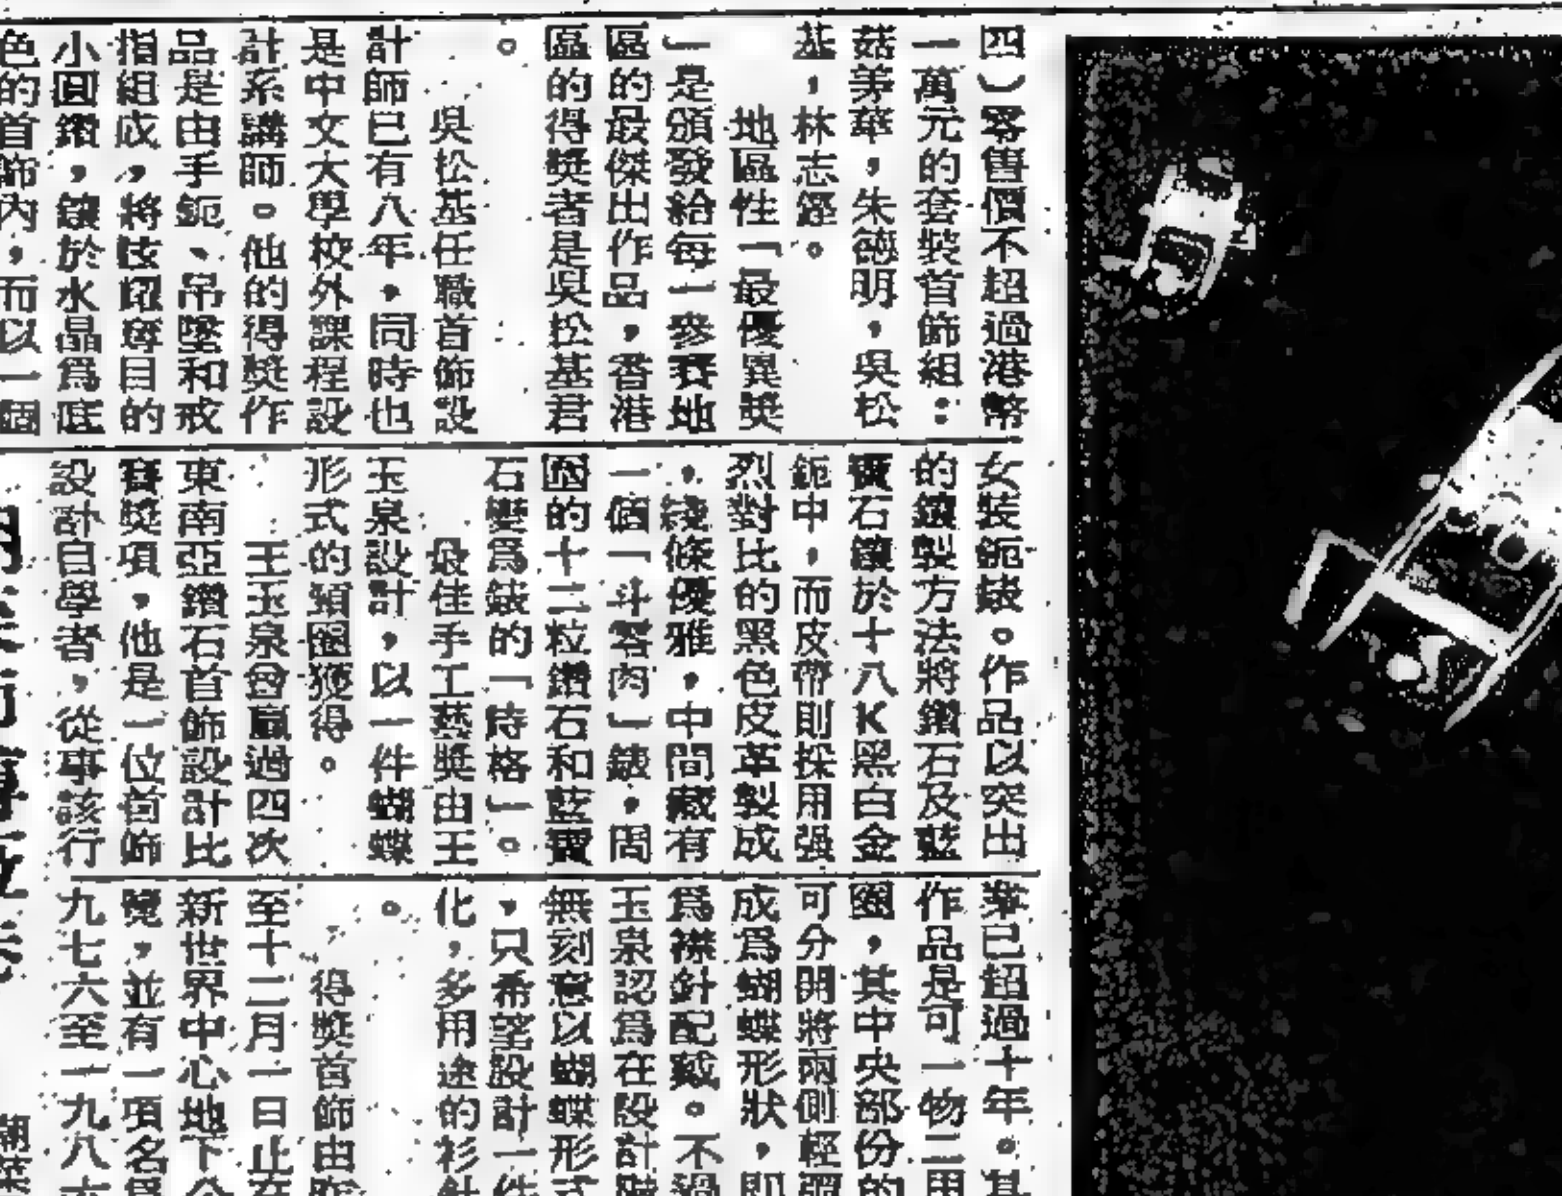 四）零售價不超過港幣
一萬元的套裝首飾組：
菇美華，朱德明，吳松
基，林志鏗。
地區性「最優異獎
」是頒發給每一參賽地
區的最傑出作品，香港
區的得獎者是吳松基君
。
吳松基任職首飾設
計師已有八年，同時也
是中文大學校外課程設
計系講師。他的得獎作
品是由手鈪、吊墜和戒
指組成，將的
小圓鑽，鑲於水晶爲底
色的首飾內，而以一個
女裝鈪錶。作品以突出
的鑲製方法將鑽石及藍
寶石鑲於十八K黑白金
鈪中，而皮帶則採用强
烈對比的黑色皮革製成
，綫條優雅，中間藏有
一個「斗零肉」錶，周
圍的十二粒鑽石和藍寶
石變爲錶的「時格」。
最佳手工藝獎由王
玉泉設計，以一件蝴蝶
形式的頸圈獲得。
王玉泉曾贏過四次
東南亞鑽石首飾設計比
賽獎項，他是一位首飾
設計自學者，從事該行
業已超過十年。其
作品是可一物二用
圈，其中央部份的
可分開將兩側輕
成爲蝴蝶形狀，即
爲襟針配戴。不過
玉泉認爲在設計
無刻意以蝴蝶形式
，只希望設計一件
化，多用途的衫針
。
得獎首飾由昨
至十二月一日止在
新世界中心地下公
覽，並有一項名爲
九七六至一九八六